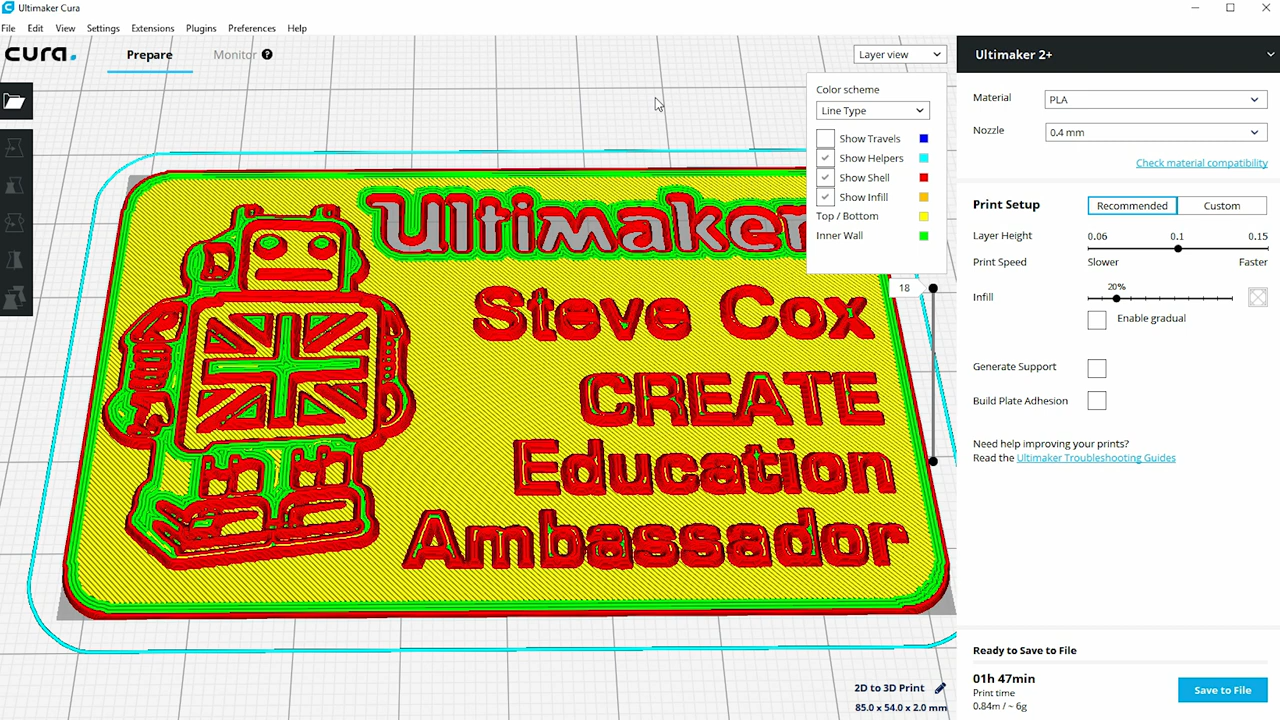 Ultimaker Cura
File Edit View Settings Extensions Plugins Preferences Help
cura.
Prepare
Monitor
?
Layer view
Ultimaker 2+
Color scheme
Line Type
Show Travels
Show Helpers
Show Shell
Show Infill
Top / Bottom
Inner Wall
18
Material
PLA
Nozzle
0.4 mm
Check material compatibility
Print Setup
Recommended
Custom
Layer Height
0.06 0.1 0.15
Print Speed
Slower
Faster
Infill
20%
Enable gradual
Generate Support
Build Plate Adhesion
Need help improving your prints?
Read the Ultimaker Troubleshooting Guides
Ultimaker
Steve Cox
CREATE
Education
Ambassador
2D to 3D Print
85.0 x 54.0 x 2.0 mm
Ready to Save to File
01h 47min
Print time
0.84m / ~ 6g
Save to File